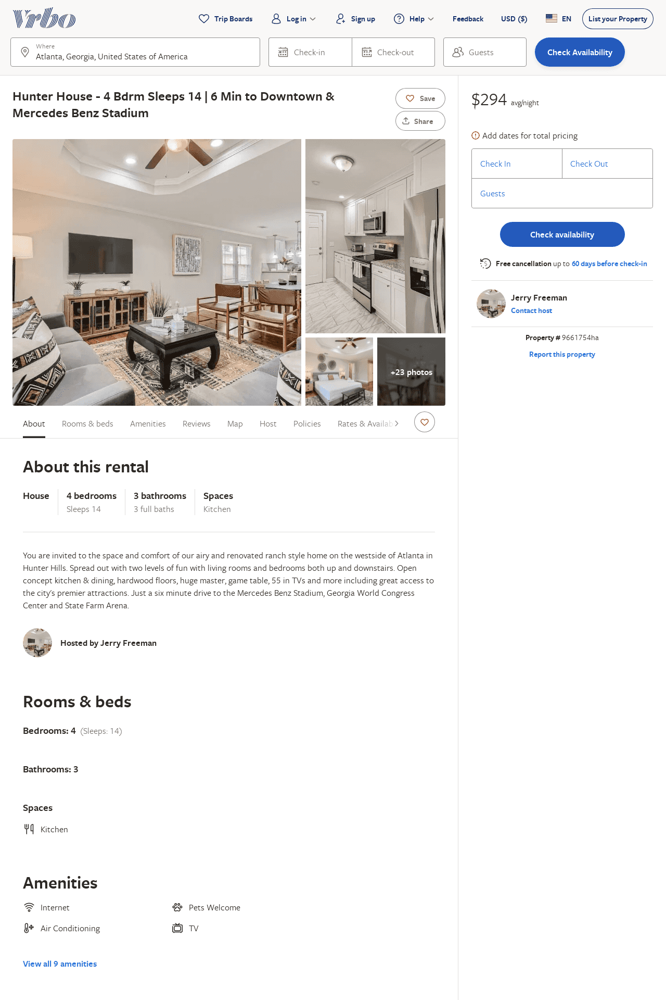 Vrbo
Trip Boards
Log in
Sign up
Help
Feedback
USD ($)
EN
List your Property
Where
Atlanta, Georgia, United States of America
Check-in
Check-out
Guests
Check Availability
Hunter House - 4 Bdrm Sleeps 14 | 6 Min to Downtown &
Mercedes Benz Stadium
Save
Share
+23 photos
$294 avg/night
Add dates for total pricing
Check In
Check Out
Guests
Check availability
Free cancellation up to 60 days before check-in
Jerry Freeman
Contact host
Property # 9661754ha
Report this property
About
Rooms & beds
Amenities
Reviews
Map
Host
Policies
Rates & Availab
About this rental
House
4 bedrooms
Sleeps 14
3 bathrooms
3 full baths
Spaces
Kitchen
You are invited to the space and comfort of our airy and renovated ranch style home on the westside of Atlanta in
Hunter Hills. Spread out with two levels of fun with living rooms and bedrooms both up and downstairs. Open
concept kitchen & dining, hardwood floors, huge master, game table, 55 in TVs and more including great access to
the city's premier attractions. Just a six minute drive to the Mercedes Benz Stadium, Georgia World Congress
Center and State Farm Arena.
Hosted by Jerry Freeman
Rooms & beds
Bedrooms: 4 (Sleeps: 14)
Bathrooms: 3
Spaces
Kitchen
Amenities
Internet
Pets Welcome
Air Conditioning
TV
View all 9 amenities